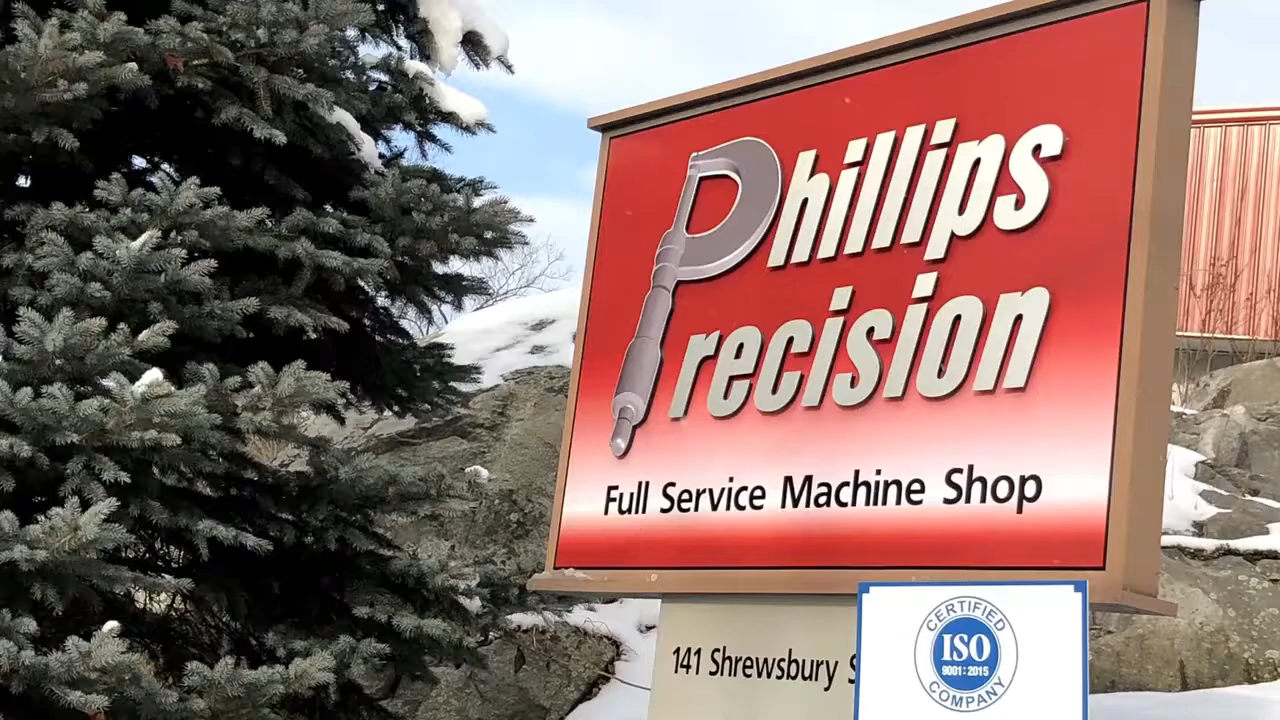 Phillips
Precision
Full Service Machine Shop
141 Shrewsbury S
CERTIFIED
ISO
9001:2015
COMPANY